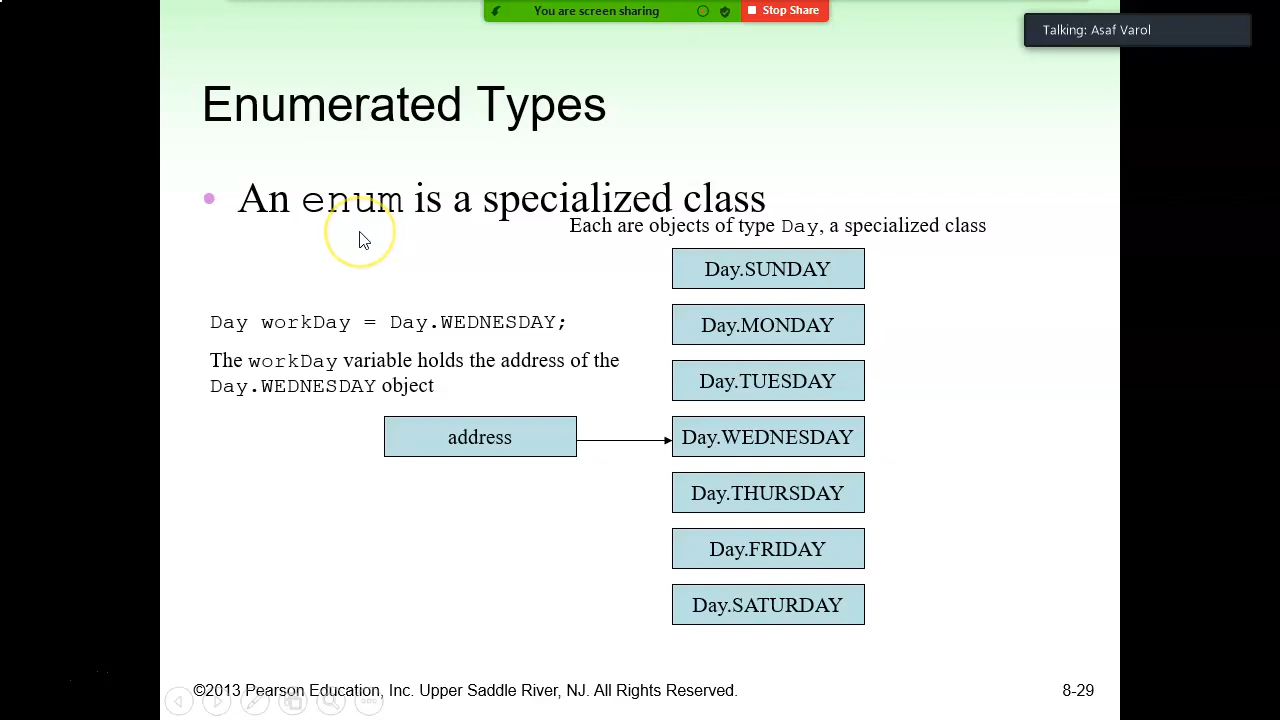 You are screen sharing
Stop Share
Talking: Asaf Varol
Enumerated Types
• An enum is a specialized class
Each are objects of type Day, a specialized class
Day.SUNDAY
Day workDay = Day.WEDNESDAY;
Day.MONDAY
The workDay variable holds the address of the
Day.WEDNESDAY object
Day.TUESDAY
address
Day.WEDNESDAY
Day.THURSDAY
Day.FRIDAY
Day.SATURDAY
©2013 Pearson Education, Inc. Upper Saddle River, NJ. All Rights Reserved.
8-29